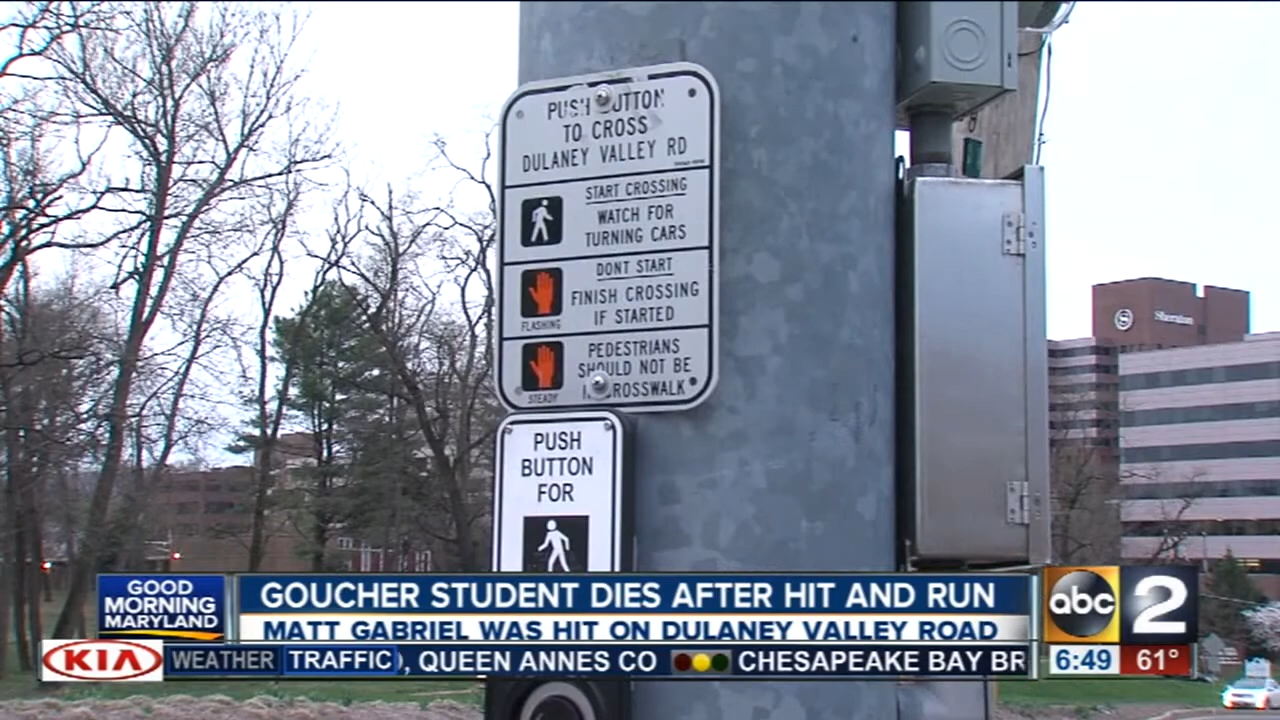 PUSH BUTTON
TO CROSS
DULANEY VALLEY RD
START CROSSING
WATCH FOR
TURNING CARS
DONT START
FINISH CROSSING
IF STARTED
FLASHING
PEDESTRIANS
SHOULD NOT BE
IN CROSSWALK
STEADY
PUSH
BUTTON
FOR
S Sheraton
GOOD
MORNING
MARYLAND
GOUCHER STUDENT DIES AFTER HIT AND RUN
MATT GABRIEL WAS HIT ON DULANEY VALLEY ROAD
abc 2
KIA WEATHER TRAFFIC ), QUEEN ANNES CO CHESAPEAKE BAY BR
6:49 61°